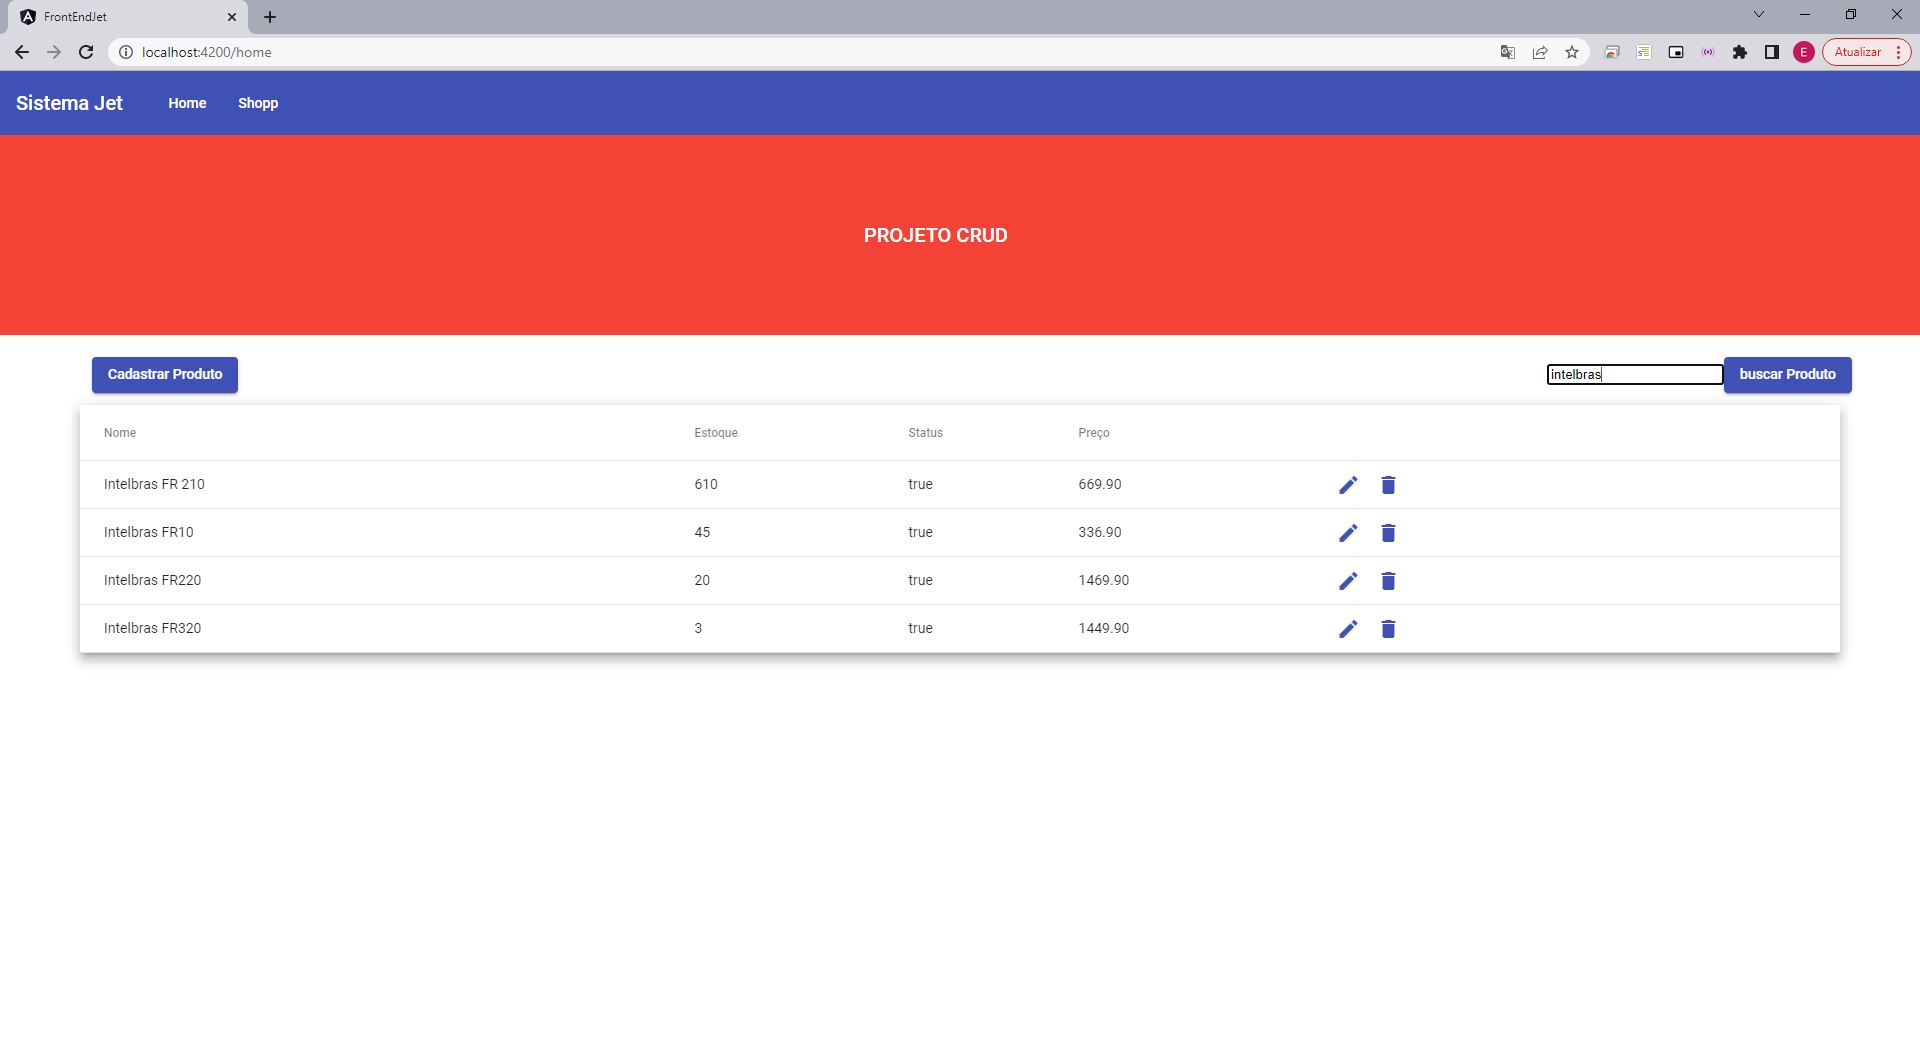 FrontEndJet
localhost:4200/home
E
Atualizar
Sistema Jet Home Shopp
PROJETO CRUD
Cadastrar Produto intelbras buscar Produto
Nome Estoque Status Preço
Intelbras FR 210 610 true 669.90
Intelbras FR10 45 true 336.90
Intelbras FR220 20 true 1469.90
Intelbras FR320 3 true 1449.90